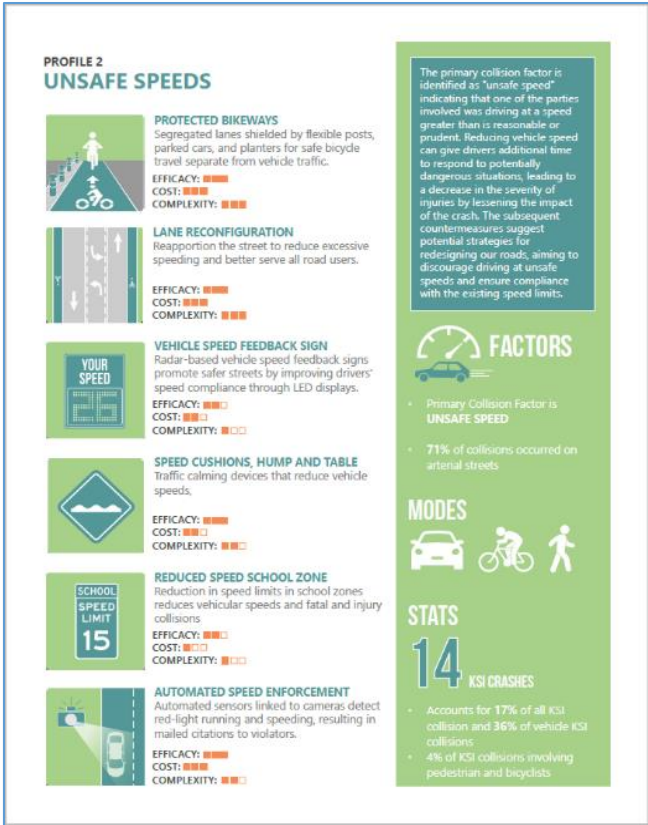 PROFILE 2
UNSAFE SPEEDS
PROTECTED BIKEWAYS
Segregated lanes shielded by flexible posts,
parked cars, and planters for safe bicycle
travel separate from vehicle traffic.
EFFICACY:
COST:
COMPLEXITY:
LANE RECONFIGURATION
Reapportion the street to reduce excessive
speeding and better serve all road users.
EFFICACY:
COST:
COMPLEXITY:
YOUR
SPEED
25
VEHICLE SPEED FEEDBACK SIGN
Radar-based vehicle speed feedback signs
promote safer streets by improving drivers'
speed compliance through LED displays.
EFFICACY:
COST:
COMPLEXITY:
SPEED CUSHIONS, HUMP AND TABLE
Traffic calming devices that reduce vehicle
speeds.
EFFICACY:
COST:
COMPLEXITY:
SCHOOL
SPEED
LIMIT
15
REDUCED SPEED SCHOOL ZONE
Reduction in speed limits in school zones
reduces vehicular speeds and fatal and injury
collisions
EFFICACY:
COST:
COMPLEXITY:
AUTOMATED SPEED ENFORCEMENT
Automated sensors linked to cameras detect
red-light running and speeding, resulting in
mailed citations to violators.
EFFICACY:
COST:
COMPLEXITY:
The primary collision factor is
identified as "unsafe speed"
indicating that one of the parties
involved was driving at a speed
greater than is reasonable or
prudent. Reducing vehicle speed
can give drivers additional time
to respond to potentially
dangerous situations, leading to
a decrease in the severity of
injuries by lessening the impact
of the crash. The subsequent
countermeasures suggest
potential strategies for
redesigning our roads, aiming to
discourage driving at unsafe
speeds and ensure compliance
with the existing speed limits.
FACTORS
• Primary Collision Factor is
UNSAFE SPEED
• 71% of collisions occurred on
arterial streets
MODES
STATS
14 KSI CRASHES
• Accounts for 17% of all KSI
collision and 36% of vehicle KSI
collisions
• 4% of KSI collisions involving
pedestrian and bicyclists